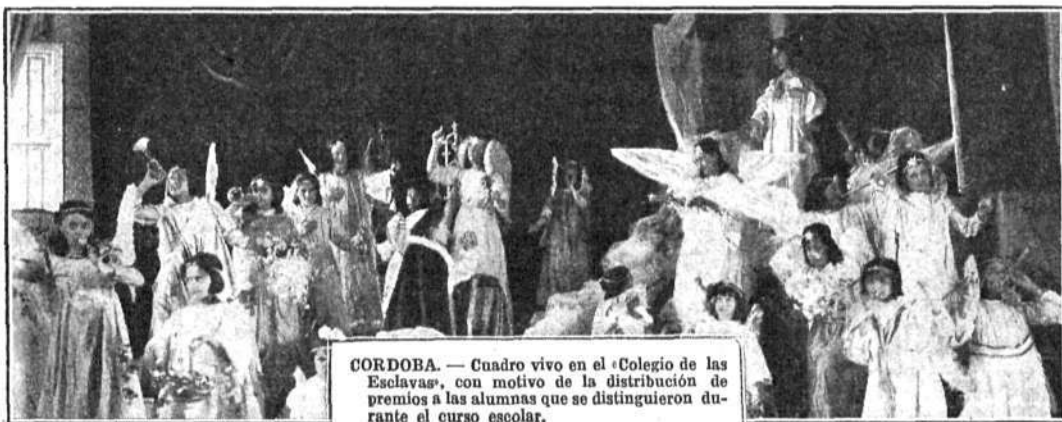 CORDOBA. — Cuadro vivo en el «Colegio de las
Esclavas», con motivo de la distribución de
premios a las alumnas que se distinguieron du-
rante el curso escolar.